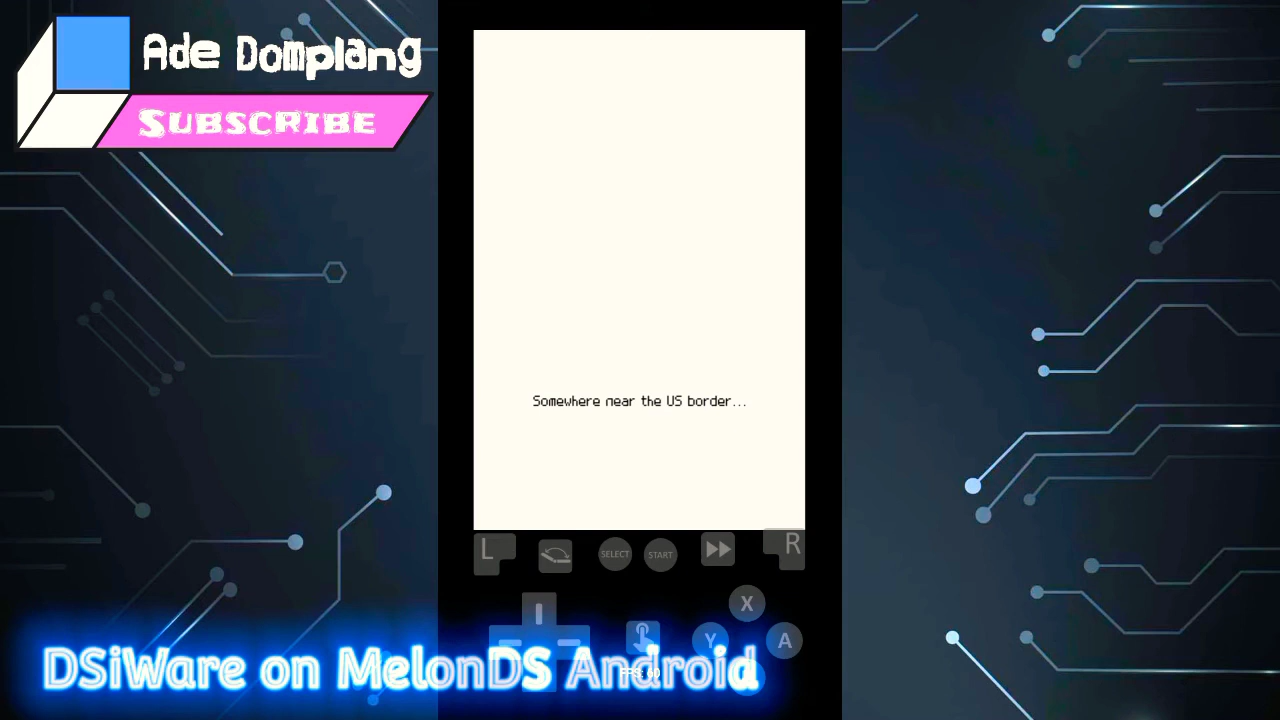 Ade Domplang
SUBSCRIBE
Somewhere near the US border...
L
SELECT
START
R
X
Y
A
DSiWare on MelonDS Android